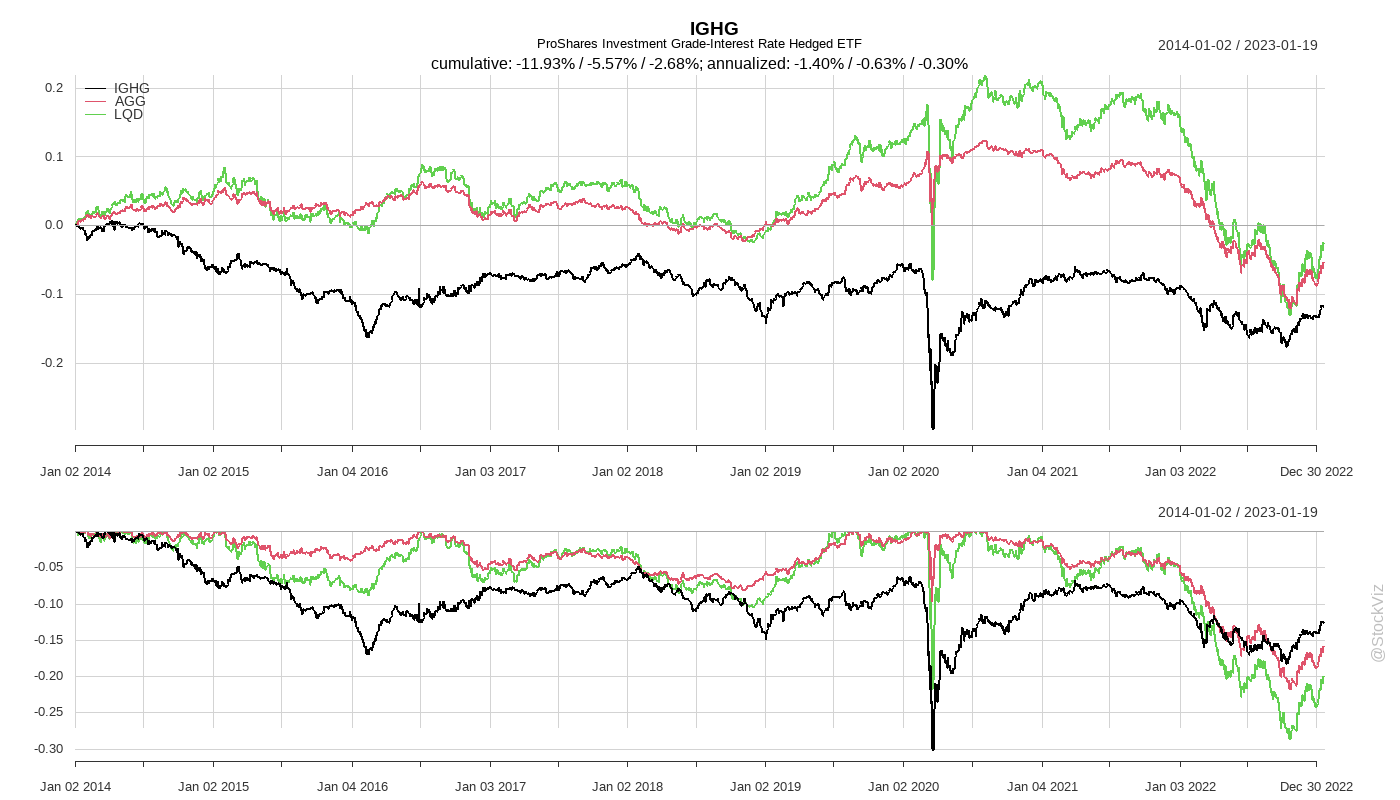 IGHG
ProShares Investment Grade-Interest Rate Hedged ETF
2014-01-02 / 2023-01-19
cumulative: -11.93% / -5.57% / -2.68%; annualized: -1.40% / -0.63% / -0.30%
IGHG
AGG
LQD
0.2
0.1
0.0
-0.1
-0.2
Jan 02 2014 Jan 02 2015 Jan 04 2016 Jan 03 2017 Jan 02 2018 Jan 02 2019 Jan 02 2020 Jan 04 2021 Jan 03 2022 Dec 30 2022
2014-01-02 / 2023-01-19
-0.05
-0.10
-0.15
-0.20
-0.25
-0.30
Jan 02 2014 Jan 02 2015 Jan 04 2016 Jan 03 2017 Jan 02 2018 Jan 02 2019 Jan 02 2020 Jan 04 2021 Jan 03 2022 Dec 30 2022
@StockViz